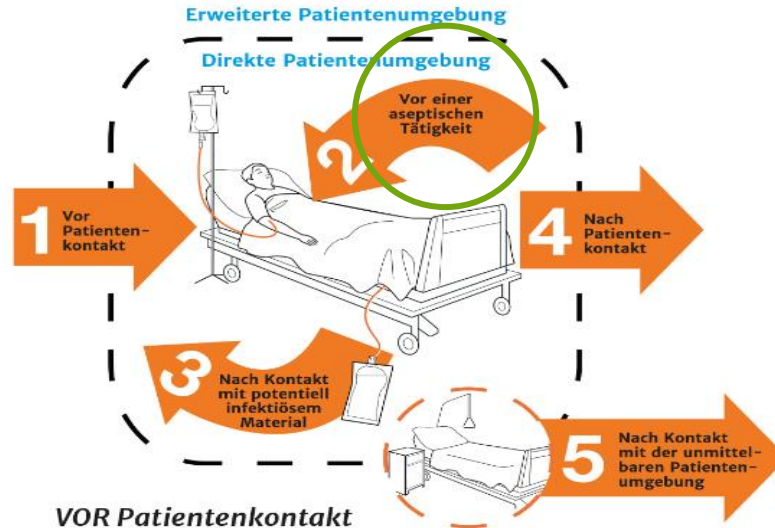 Erweiterte Patientenumgebung
Direkte Patientenumgebung
Vor einer
aseptischen
Tätigkeit
2
1
Vor
Patienten-
kontakt
4
Nach
Patienten-
kontakt
3
Nach Kontakt
mit potentiell
infektiösem
Material
5
Nach Kontakt
mit der unmittel-
baren Patienten-
umgebung
VOR Patientenkontakt